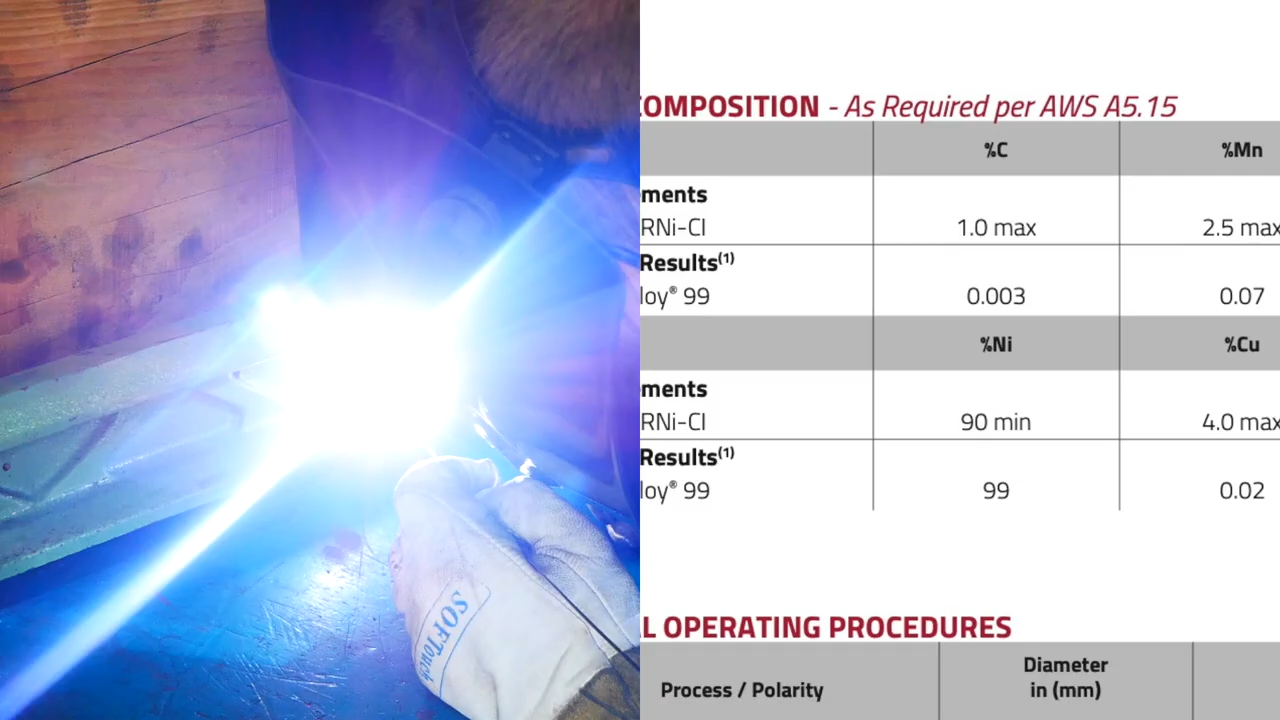 SOFTouch
COMPOSITION - As Required per AWS A5.15
%C %Mn
ments
RNi-CI 1.0 max 2.5 max
Results(1)
loy® 99 0.003 0.07
%Ni %Cu
ments
RNi-CI 90 min 4.0 max
Results(1)
loy® 99 99 0.02
L OPERATING PROCEDURES
Process / Polarity
Diameter
in (mm)